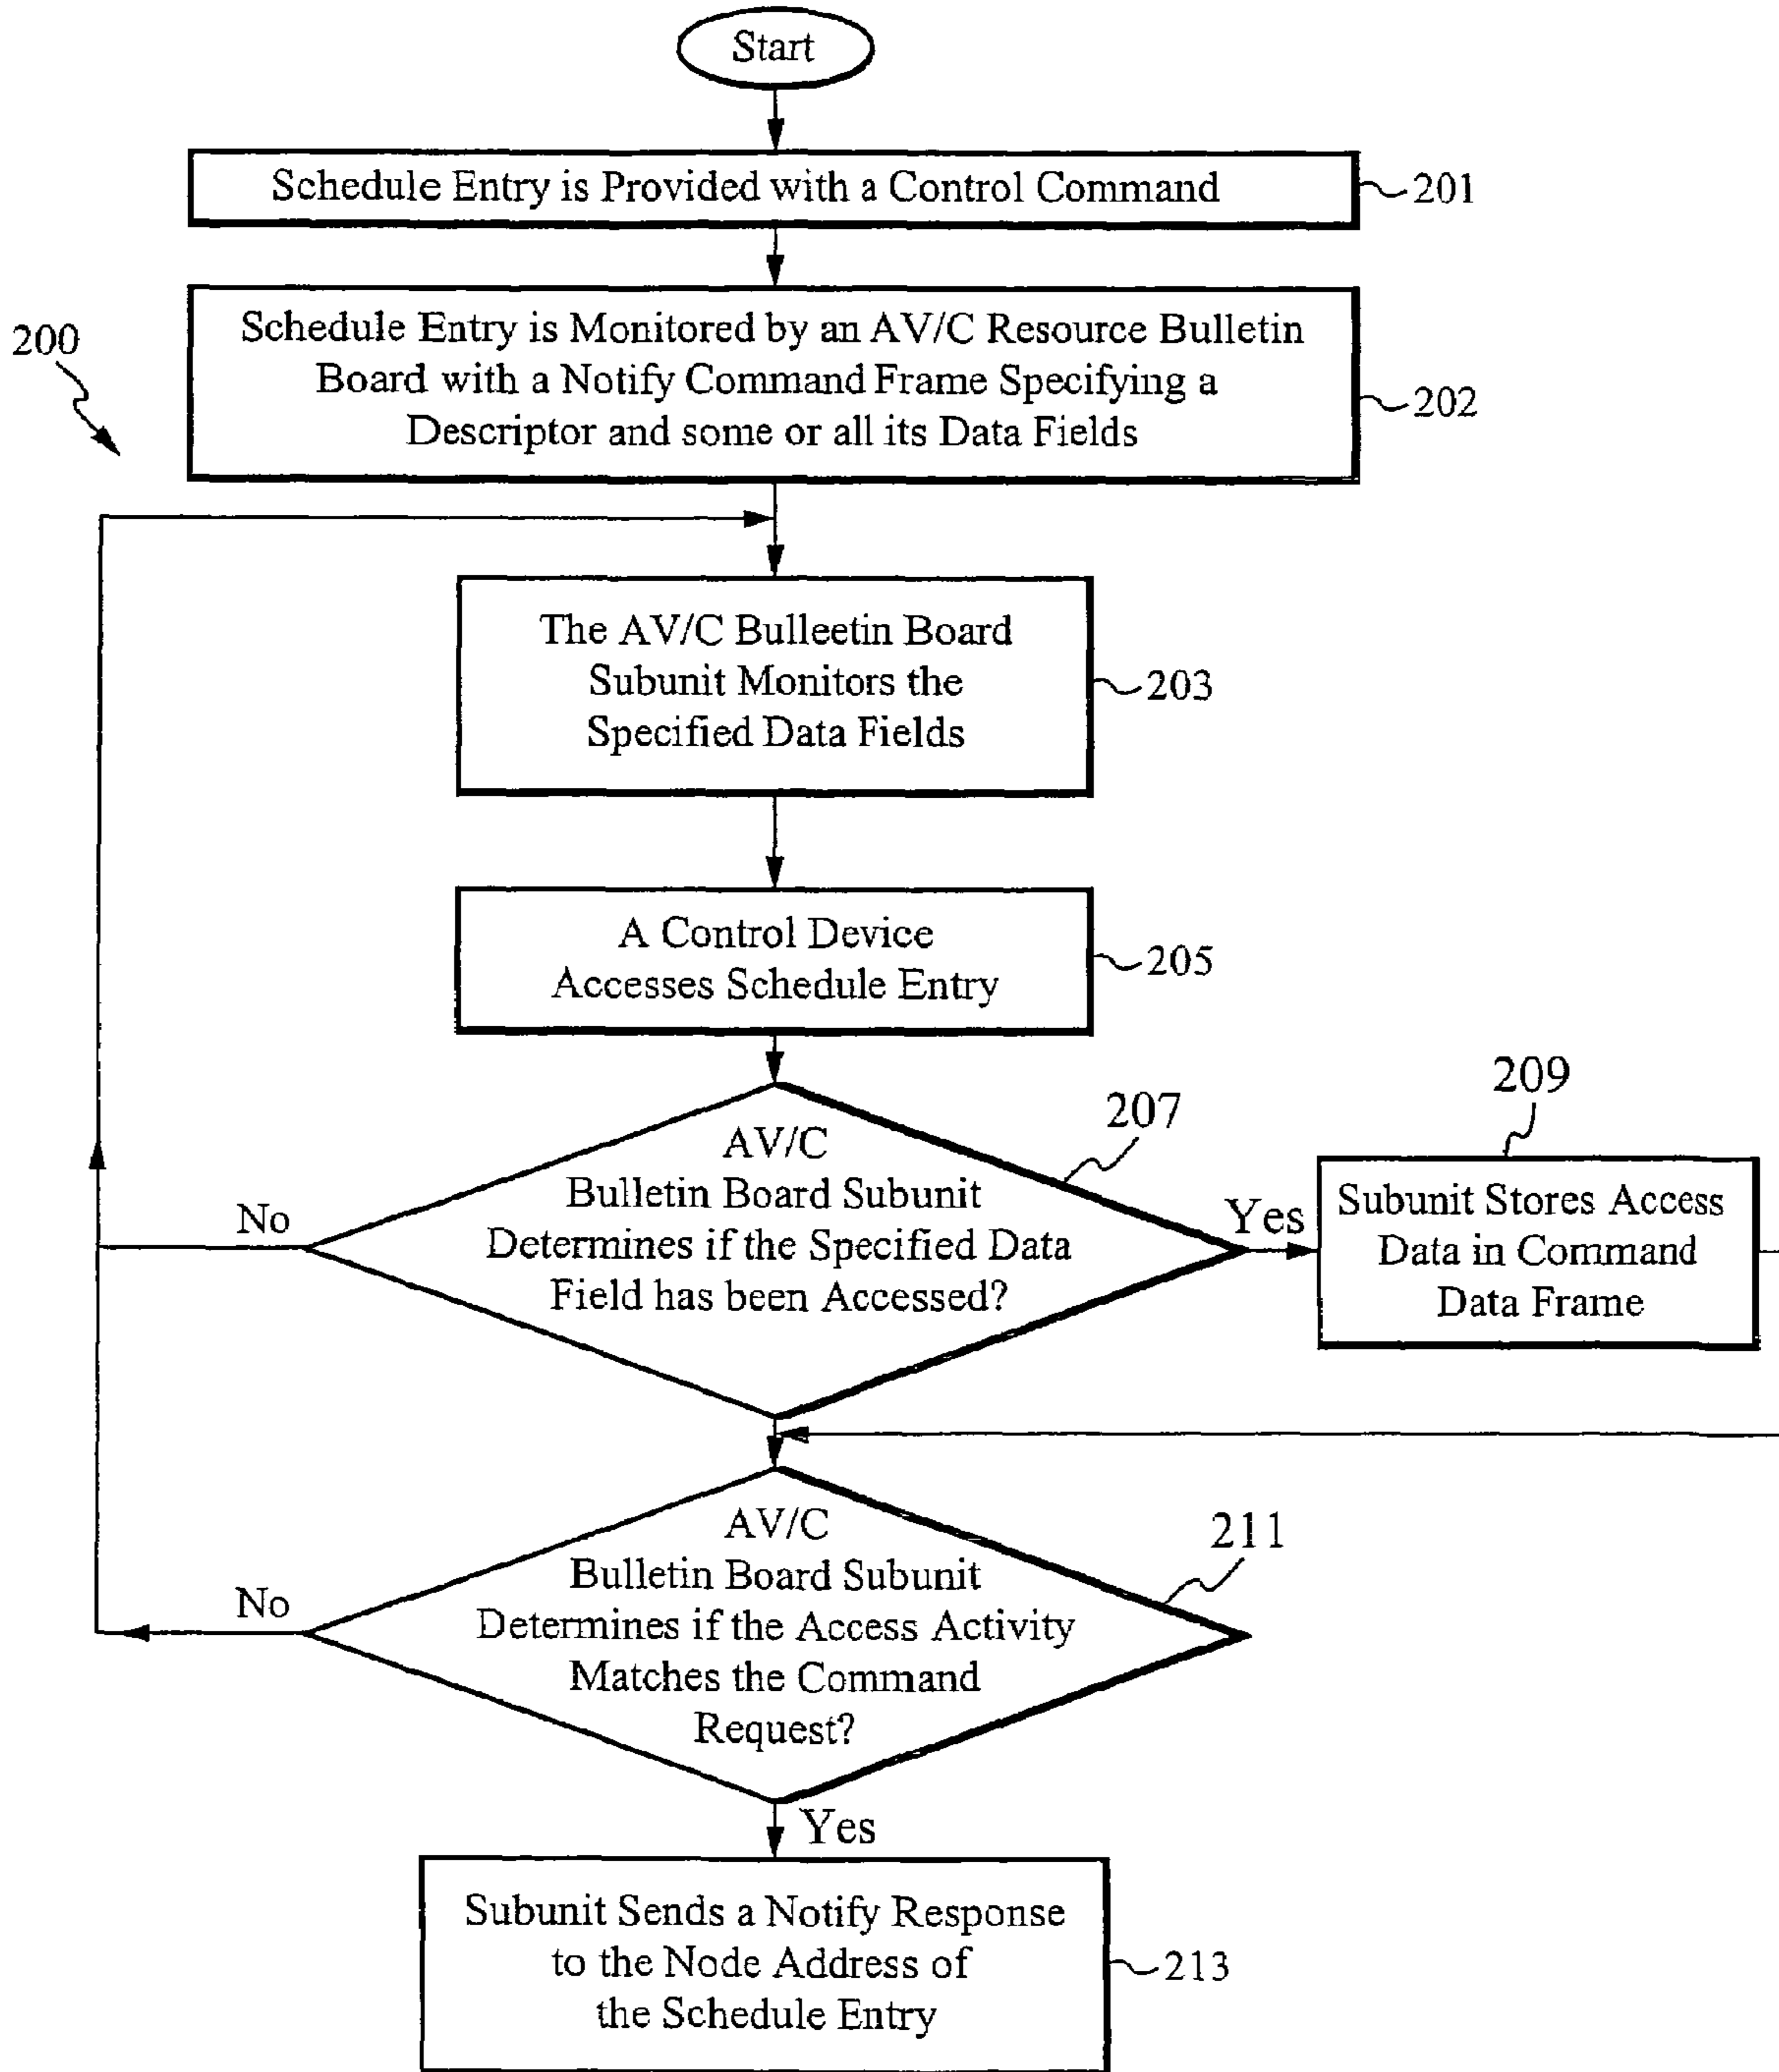 Start
Schedule Entry is Provided with a Control Command
201
200
Schedule Entry is Monitored by an AV/C Resource Bulletin
Board with a Notify Command Frame Specifying a
Descriptor and some or all its Data Fields
202
The AV/C Bulleetin Board
Subunit Monitors the
Specified Data Fields
203
A Control Device
Accesses Schedule Entry
205
AV/C
Bulletin Board Subunit
Determines if the Specified Data
Field has been Accessed?
207
No
Yes
209
Subunit Stores Access
Data in Command
Data Frame
AV/C
Bulletin Board Subunit
Determines if the Access Activity
Matches the Command
Request?
211
No
Yes
Subunit Sends a Notify Response
to the Node Address of
the Schedule Entry
213